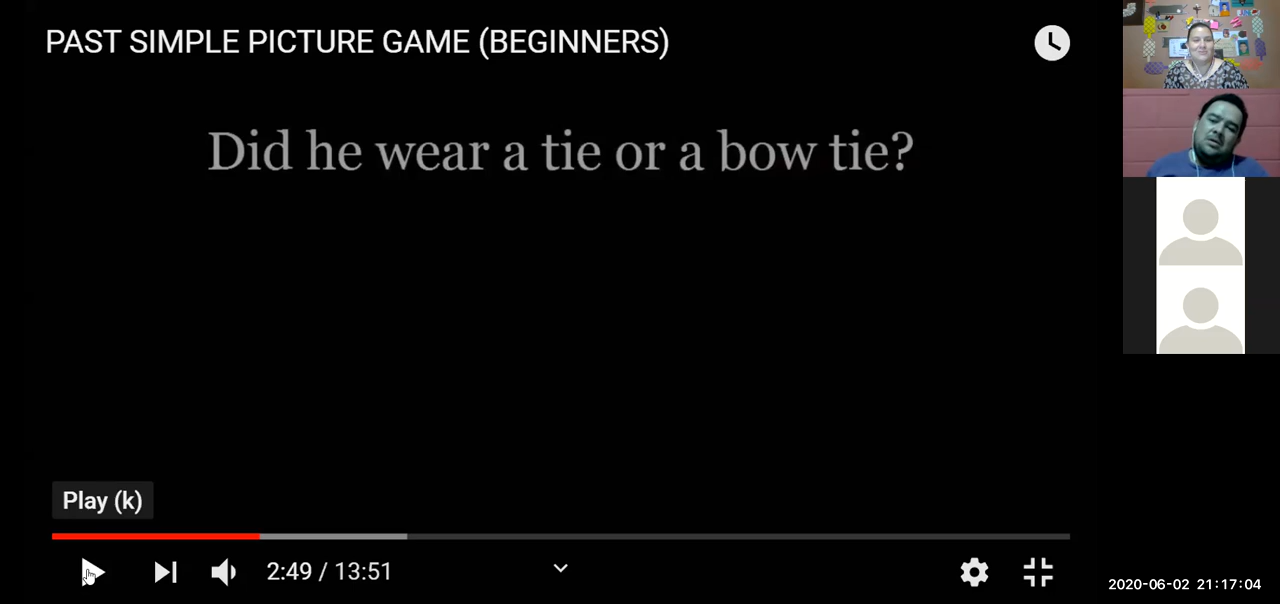 PAST SIMPLE PICTURE GAME (BEGINNERS)
Did he wear a tie or a bow tie?
Play (k)
2:49 / 13:51
2020-06-02 21:17:04